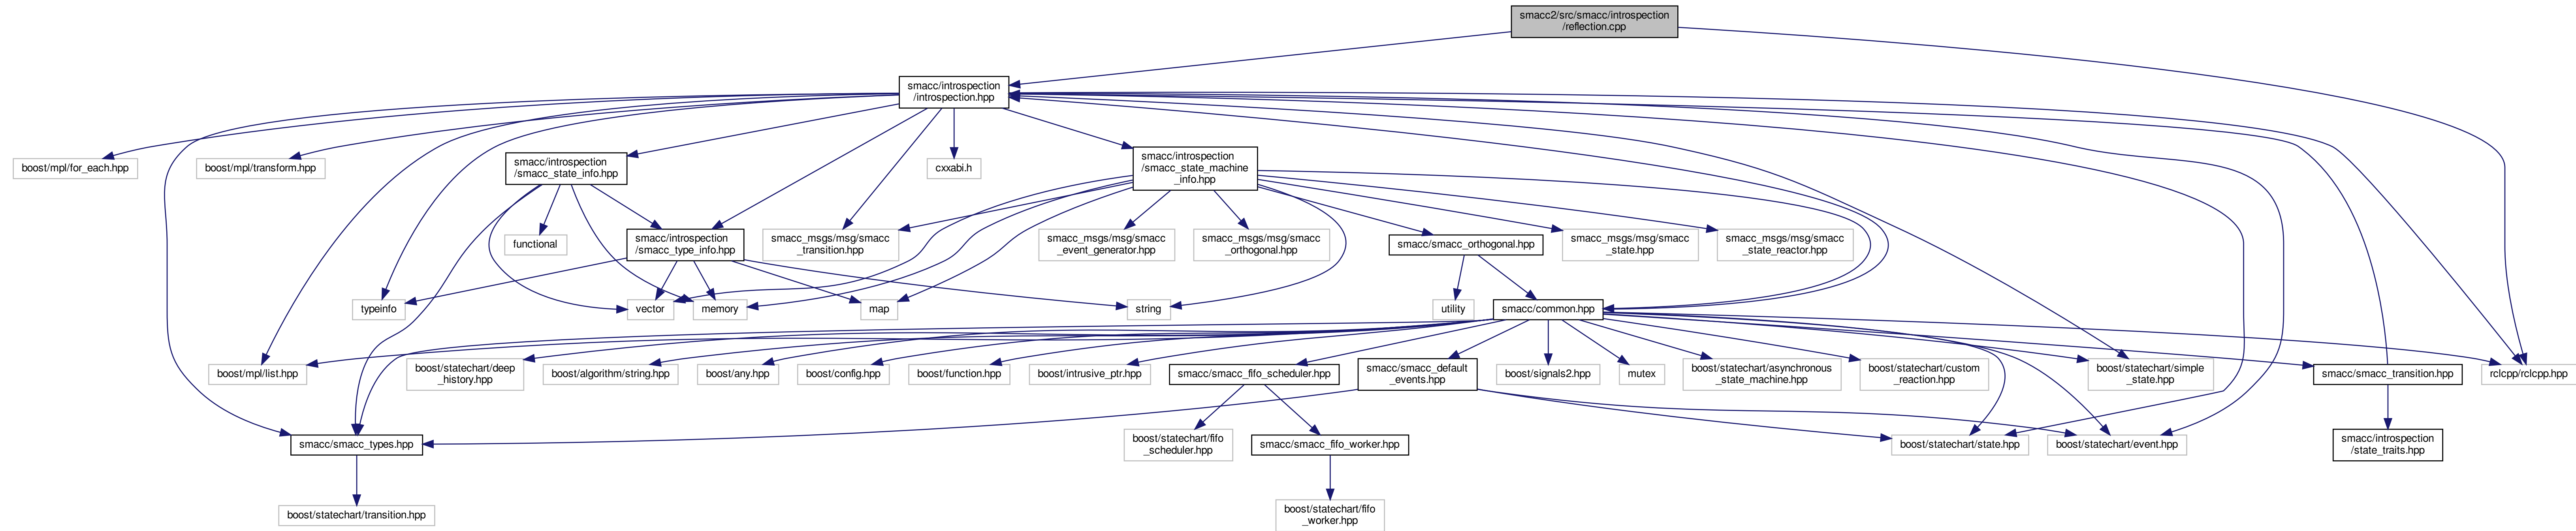 smacc2/src/smacc/introspection
/reflection.cpp
smacc/introspection
/introspection.hpp
boost/mpl/for_each.hpp
boost/mpl/transform.hpp
smacc/introspection
/smacc_state_info.hpp
cxxabi.h
smacc/introspection
/smacc_state_machine
_info.hpp
functional
smacc/introspection
/smacc_type_info.hpp
smacc_msgs/msg/smacc
_transition.hpp
smacc_msgs/msg/smacc
_event_generator.hpp
smacc_msgs/msg/smacc
_orthogonal.hpp
smacc/smacc_orthogonal.hpp
smacc_msgs/msg/smacc
_state.hpp
smacc_msgs/msg/smacc
_state_reactor.hpp
typeinfo
vector
memory
map
string
utility
smacc/common.hpp
boost/mpl/list.hpp
boost/statechart/deep
_history.hpp
boost/algorithm/string.hpp
boost/any.hpp
boost/config.hpp
boost/function.hpp
boost/intrusive_ptr.hpp
smacc/smacc_fifo_scheduler.hpp
smacc/smacc_default
_events.hpp
boost/signals2.hpp
mutex
boost/statechart/asynchronous
_state_machine.hpp
boost/statechart/custom
_reaction.hpp
boost/statechart/simple
_state.hpp
smacc/smacc_transition.hpp
rclcpp/rclcpp.hpp
smacc/smacc_types.hpp
boost/statechart/fifo
_scheduler.hpp
smacc/smacc_fifo_worker.hpp
boost/statechart/state.hpp
boost/statechart/event.hpp
smacc/introspection
/state_traits.hpp
boost/statechart/transition.hpp
boost/statechart/fifo
_worker.hpp